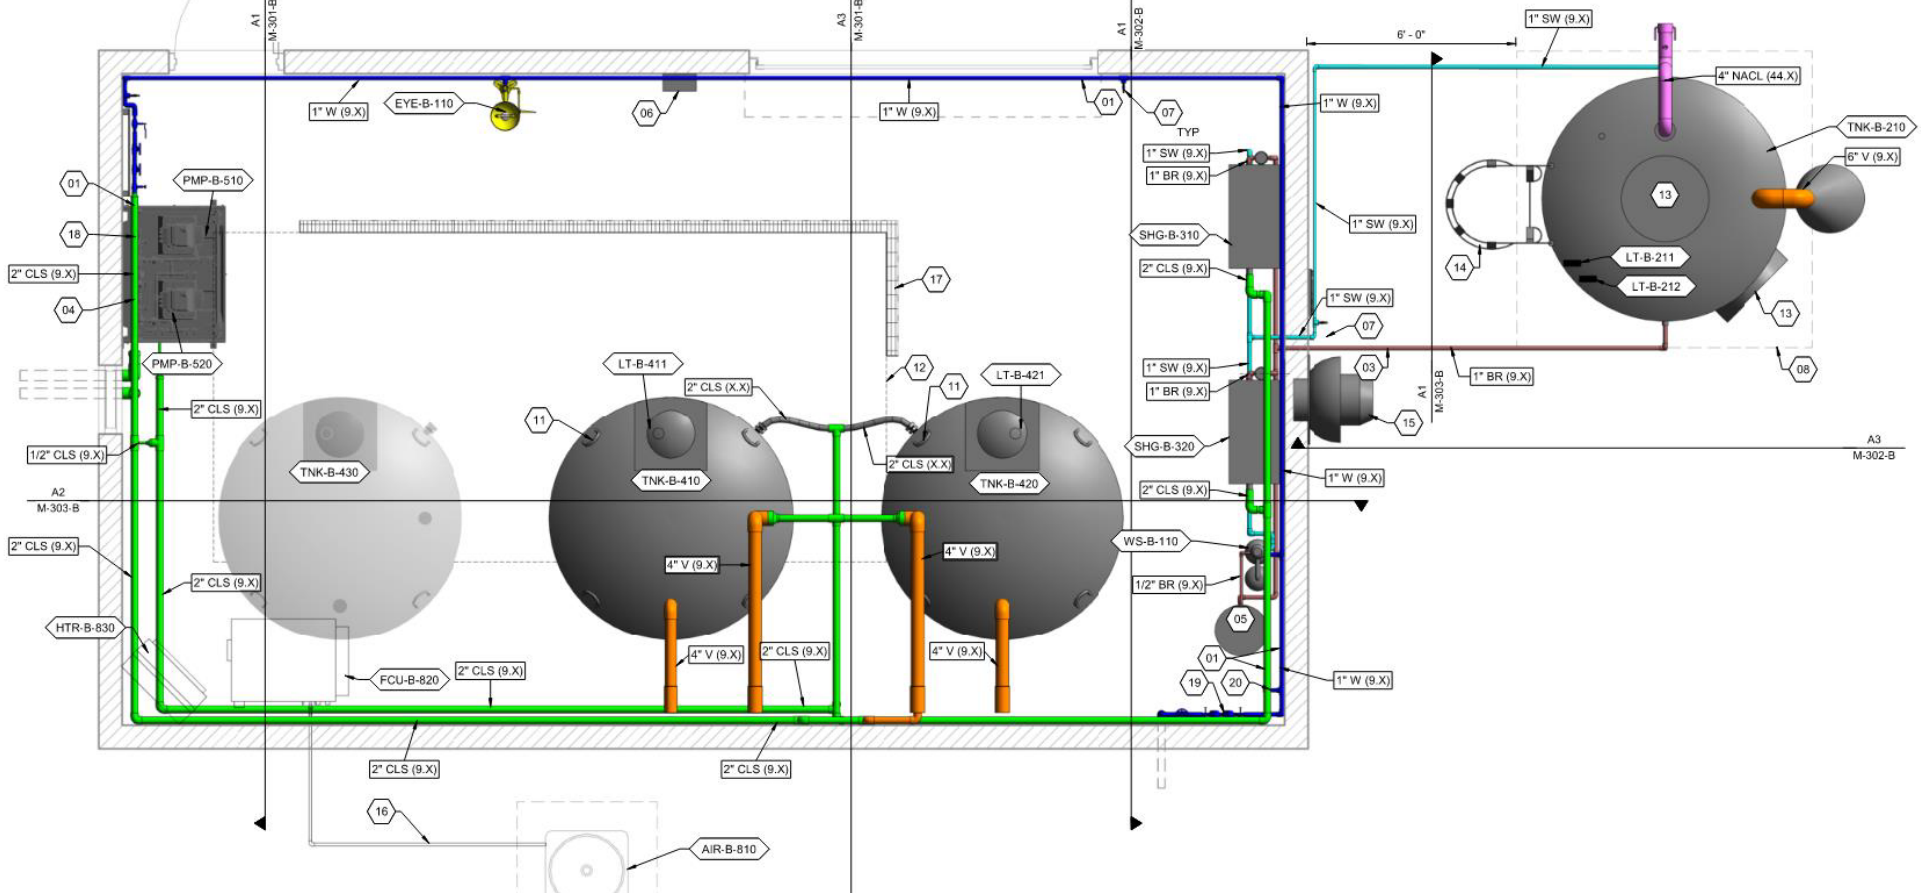 A1
M-301-B
A3
M-301-B
A1
M-302-B
1" SW (9.X)
6' - 0"
4" NACL (44.X)
1" W (9.X)
EYE-B-110
06
1" W (9.X)
01
07
1" W (9.X)
TNK-B-210
TYP
1" SW (9.X)
1" BR (9.X)
6" V (9.X)
01
PMP-B-510
13
18
SHG-B-310
1" SW (9.X)
2" CLS (9.X)
2" CLS (9.X)
14
LT-B-211
17
LT-B-212
04
1" SW (9.X)
13
07
PMP-B-520
LT-B-411
12
LT-B-421
1" SW (9.X)
03
1" BR (9.X)
08
2" CLS (X.X)
11
1" BR (9.X)
A1
M-303-B
2" CLS (9.X)
11
15
1/2" CLS (9.X)
SHG-B-320
A3
M-302-B
2" CLS (X.X)
TNK-B-430
TNK-B-410
TNK-B-420
1" W (9.X)
A2
M-303-B
2" CLS (9.X)
2" CLS (9.X)
WS-B-110
4" V (9.X)
4" V (9.X)
2" CLS (9.X)
1/2" BR (9.X)
05
HTR-B-830
4" V (9.X)
2" CLS (9.X)
4" V (9.X)
01
2" CLS (9.X)
FCU-B-820
19
20
1" W (9.X)
2" CLS (9.X)
2" CLS (9.X)
16
AIR-B-810